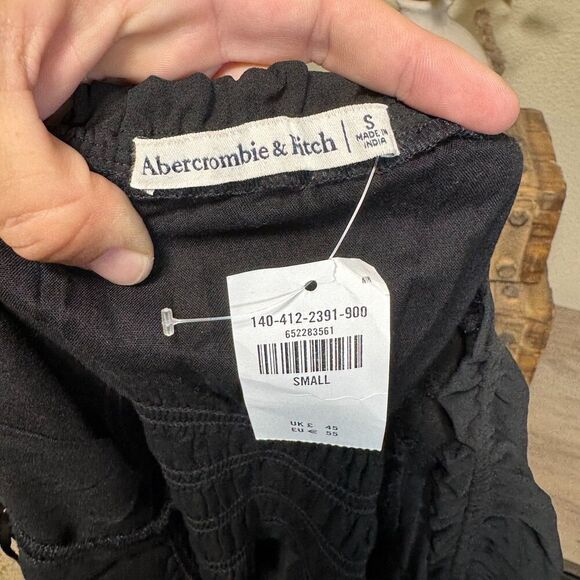 Abercrombie & Fitch
S
MADE IN
INDIA
140-412-2391-900
652283561
SMALL
UK £ 45
EU € 55